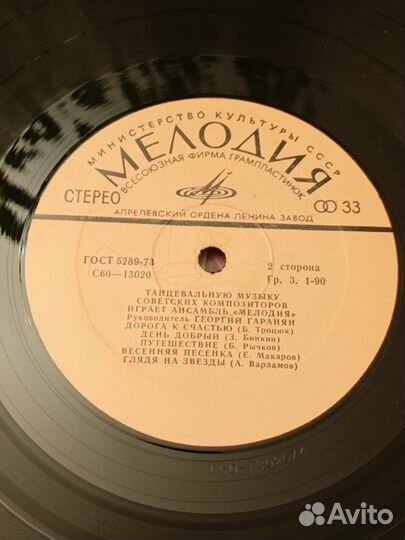 МИНИСТЕРСТВО КУЛЬТУРЫ СССР
МЕЛОДИЯ
ВСЕСОЮЗНАЯ ФИРМА ГРАМПЛАСТИНОК
СТЕРЕО
33
АПРЕЛЕВСКИЙ ОРДЕНА ЛЕНИНА ЗАВОД
ГОСТ 5289-73
С60—13020
2 сторона
Гр. 3. 1-90
ТАНЦЕВАЛЬНУЮ МУЗЫКУ
СОВЕТСКИХ КОМПОЗИТОРОВ
ИГРАЕТ АНСАМБЛЬ «МЕЛОДИЯ»
Руководитель ГЕОРГИЙ ГАРАНЯН
ДОРОГА К СЧАСТЬЮ (Б. Троцюк)
ДЕНЬ ДОБРЫЙ (З. Бинкин)
ПУТЕШЕСТВИЕ (Б. Рычков)
ВЕСЕННЯЯ ПЕСЕНКА (Е. Макаров)
ГЛЯДЯ НА ЗВЕЗДЫ (А. Варламов)
Avito